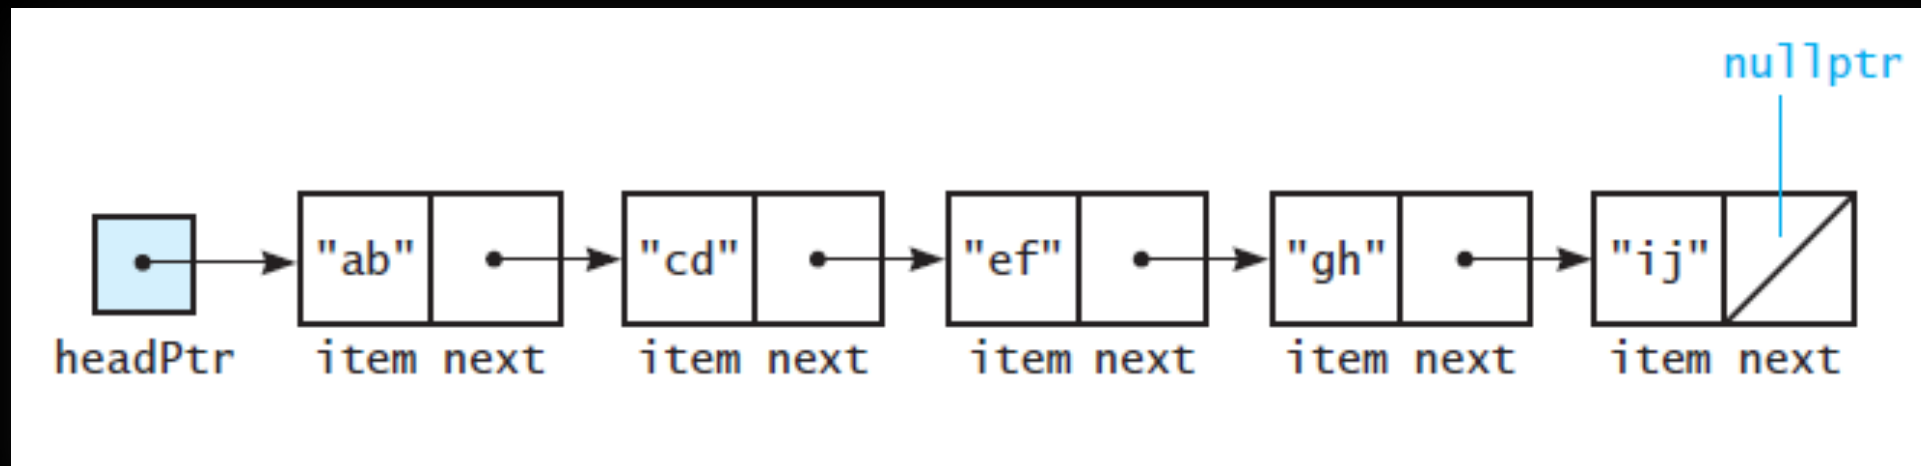 nullptr
"ab" "cd" "ef" "gh" "ij"
headPtr item next item next item next item next item next